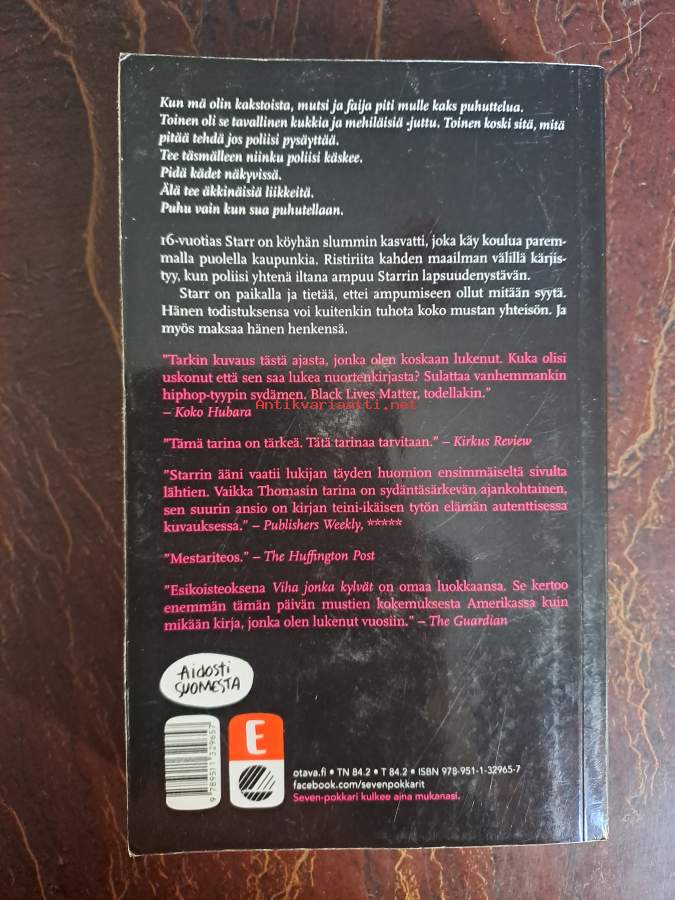 Kun mä olin kakstoista, mutsi ja faija piti mulle kaks puhuttelua.
Toinen oli se tavallinen kukkia ja mehiläisiä -juttu. Toinen koski sitä, mitä
pitää tehdä jos poliisi pysäyttää.
Tee täsmälleen niinku poliisi käskee.
Pidä kädet näkyvissä.
Älä tee äkkinäisiä liikkeitä.
Puhu vain kun sua puhutellaan.
16-vuotias Starr on köyhän slummin kasvatti, joka käy koulua parem-
malla puolella kaupunkia. Ristiriita kahden maailman välillä kärjis-
tyy, kun poliisi yhtenä iltana ampuu Starrin lapsuudenystävän.
Starr on paikalla ja tietää, ettei ampumiseen ollut mitään syytä.
Hänen todistuksensa voi kuitenkin tuhota koko mustan yhteisön. Ja
myös maksaa hänen henkensä.
"Tarkin kuvaus tästä ajasta, jonka olen koskaan lukenut. Kuka olisi
uskonut että sen saa lukea nuortenkirjasta? Sulattaa vanhemmankin
hiphop-tyypin sydämen. Black Lives Matter, todellakin."
Antikvariaatti.net
– Koko Hubara
"Tämä tarina on tärkeä. Tätä tarinaa tarvitaan." – Kirkus Review
"Starrin ääni vaatii lukijan täyden huomion ensimmäiseltä sivulta
lähtien. Vaikka Thomasin tarina on sydäntäsärkevän ajankohtainen,
sen suurin ansio on kirjan teini-ikäisen tytön elämän autenttisessa
kuvauksessa." – Publishers Weekly, *****
"Mestariteos." – The Huffington Post
"Esikoisteoksena Viha jonka kylvät on omaa luokkaansa. Se kertoo
enemmän tämän päivän mustien kokemuksesta Amerikassa kuin
mikään kirja, jonka olen lukenut vuosiin." – The Guardian
Aidosti
SUOMESTA
9 789511 329657
E
otava.fi • TN 84.2 • T 84.2 • ISBN 978-951-1-32965-7
facebook.com/sevenpokkarit
Seven-pokkari kulkee aina mukanasi.